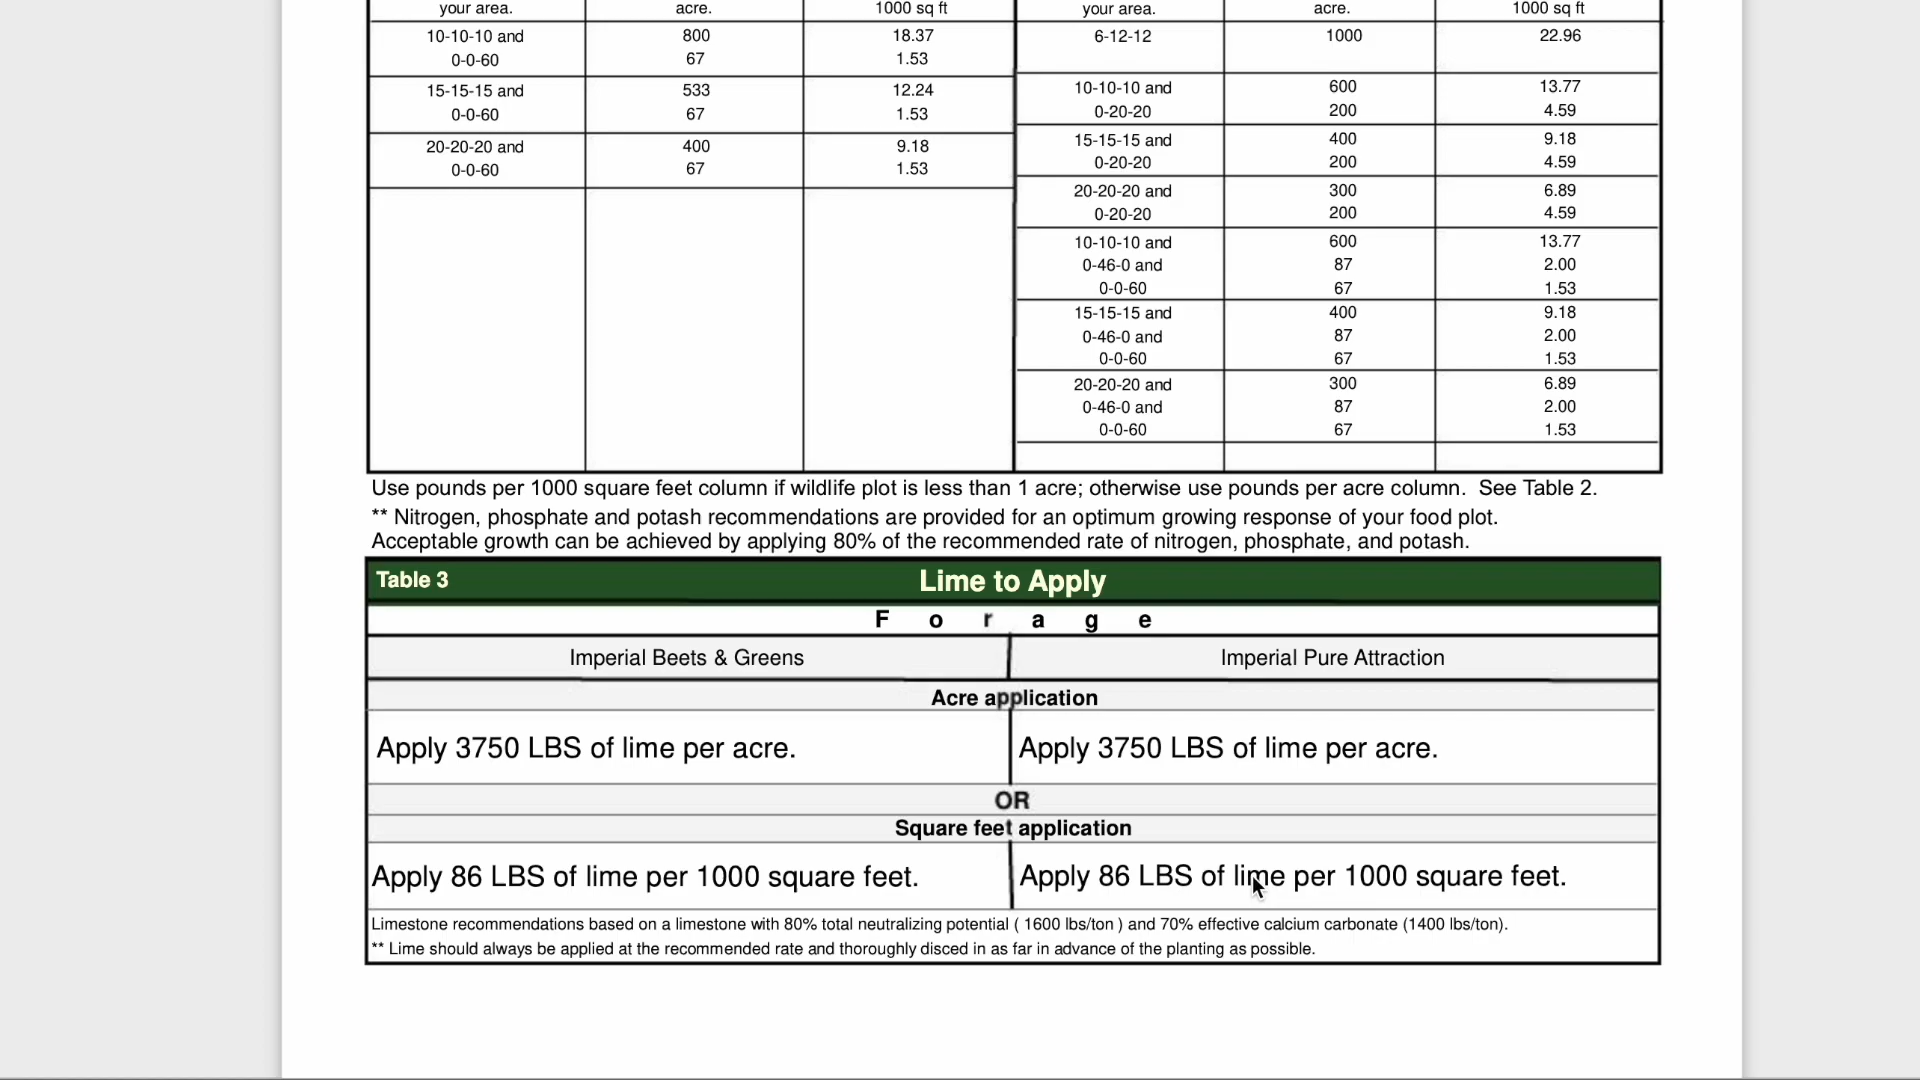 your area. acre. 1000 sq ft your area. acre. 1000 sq ft
10-10-10 and 800 18.37 6-12-12 1000 22.96
0-0-60 67 1.53
10-10-10 and 600 13.77
15-15-15 and 533 12.24 0-20-20 200 4.59
0-0-60 67 1.53
15-15-15 and 400 9.18
20-20-20 and 400 9.18 0-20-20 200 4.59
0-0-60 67 1.53
20-20-20 and 300 6.89
0-20-20 200 4.59
10-10-10 and 600 13.77
0-46-0 and 87 2.00
0-0-60 67 1.53
15-15-15 and 400 9.18
0-46-0 and 87 2.00
0-0-60 67 1.53
20-20-20 and 300 6.89
0-46-0 and 87 2.00
0-0-60 67 1.53
Use pounds per 1000 square feet column if wildlife plot is less than 1 acre; otherwise use pounds per acre column. See Table 2.
** Nitrogen, phosphate and potash recommendations are provided for an optimum growing response of your food plot.
Acceptable growth can be achieved by applying 80% of the recommended rate of nitrogen, phosphate, and potash.
Table 3 Lime to Apply
F o r a g e
Imperial Beets & Greens Imperial Pure Attraction
Acre application
Apply 3750 LBS of lime per acre. Apply 3750 LBS of lime per acre.
OR
Square feet application
Apply 86 LBS of lime per 1000 square feet. Apply 86 LBS of lime per 1000 square feet.
Limestone recommendations based on a limestone with 80% total neutralizing potential ( 1600 lbs/ton ) and 70% effective calcium carbonate (1400 lbs/ton).
** Lime should always be applied at the recommended rate and thoroughly disced in as far in advance of the planting as possible.